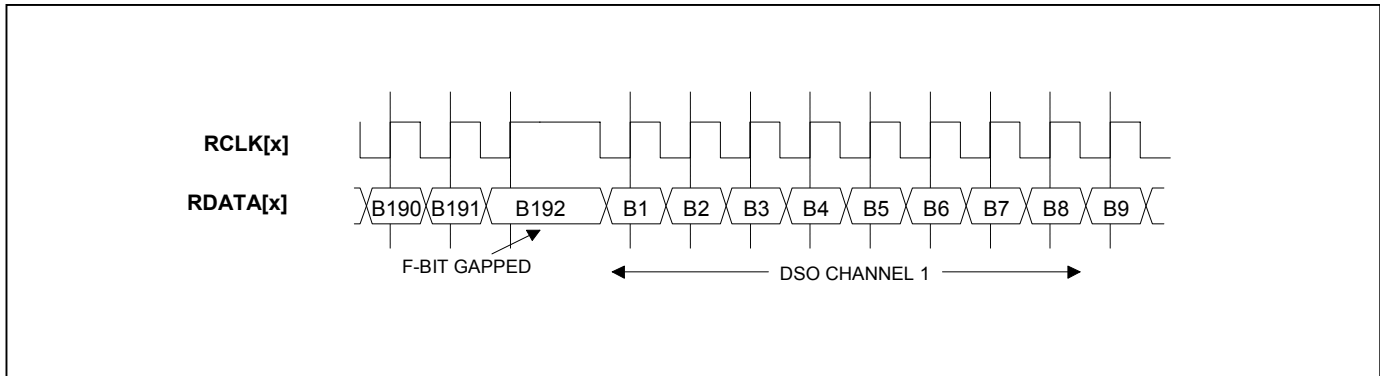 RCLK[x]
RDATA[x]
B190 B191 B192 B1 B2 B3 B4 B5 B6 B7 B8 B9
F-BIT GAPPED
DSO CHANNEL 1